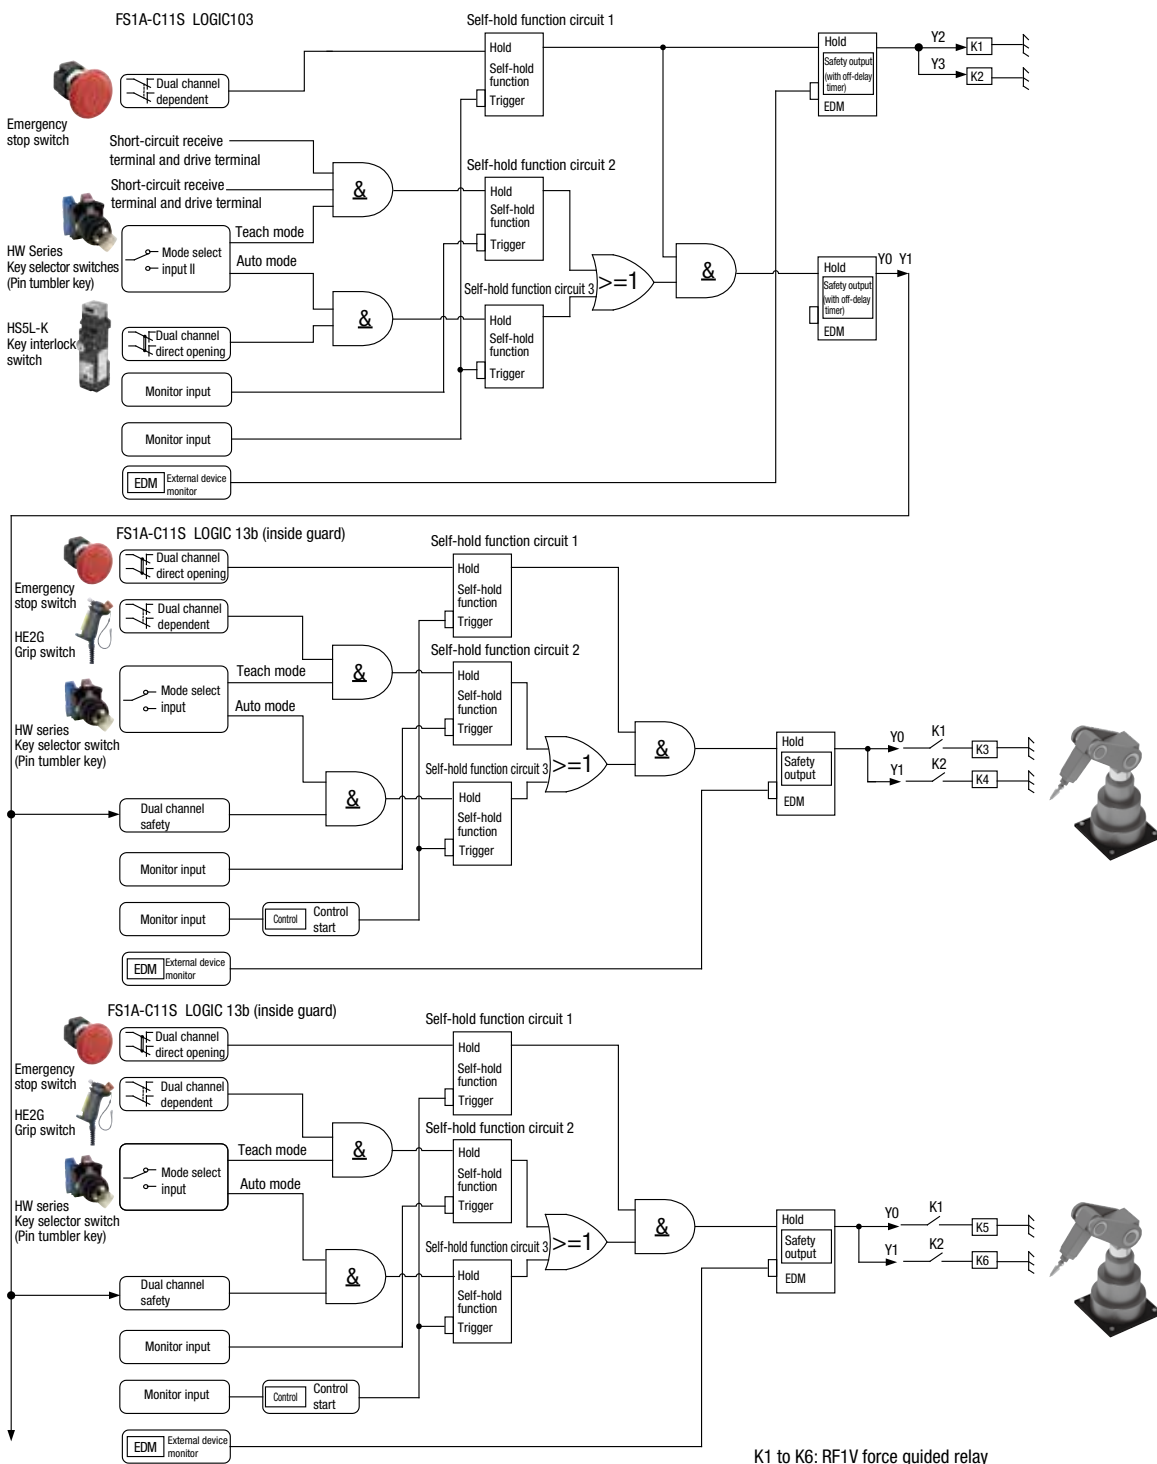 FS1A-C11S LOGIC103
Self-hold function circuit 1
Emergency
stop switch
Dual channel
dependent
Hold
Self-hold
function
Trigger
Hold
Safety output
(with off-delay
timer)
EDM
Y2
K1
Y3
K2
Short-circuit receive
terminal and drive terminal
Short-circuit receive
terminal and drive terminal
&
Self-hold function circuit 2
Hold
Self-hold
function
Trigger
HW Series
Key selector switches
(Pin tumbler key)
Mode select
input II
Teach mode
Auto mode
HS5L-K
Key interlock
switch
Dual channel
direct opening
&
Self-hold function circuit 3
Hold
Self-hold
function
Trigger
>=1
&
Hold
Safety output
(with off-delay
timer)
EDM
Y0 Y1
Monitor input
Monitor input
EDM
External device
monitor
FS1A-C11S LOGIC 13b (inside guard)
Self-hold function circuit 1
Emergency
stop switch
Dual channel
direct opening
Hold
Self-hold
function
Trigger
HE2G
Grip switch
Dual channel
dependent
&
Self-hold function circuit 2
Hold
Self-hold
function
Trigger
HW series
Key selector switch
(Pin tumbler key)
Mode select
input
Teach mode
Auto mode
Dual channel
safety
&
Self-hold function circuit 3
Hold
Self-hold
function
Trigger
>=1
&
Hold
Safety
output
EDM
Y0
K1
K3
Y1
K2
K4
Monitor input
Monitor input
Control
Control
start
EDM
External device
monitor
FS1A-C11S LOGIC 13b (inside guard)
Self-hold function circuit 1
Emergency
stop switch
Dual channel
direct opening
Hold
Self-hold
function
Trigger
HE2G
Grip switch
Dual channel
dependent
&
Self-hold function circuit 2
Hold
Self-hold
function
Trigger
HW series
Key selector switch
(Pin tumbler key)
Mode select
input
Teach mode
Auto mode
Dual channel
safety
&
Self-hold function circuit 3
Hold
Self-hold
function
Trigger
>=1
&
Hold
Safety
output
EDM
Y0
K1
K5
Y1
K2
K6
Monitor input
Monitor input
Control
Control
start
EDM
External device
monitor
K1 to K6: RF1V force guided relay